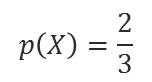 p(X) = 2/3